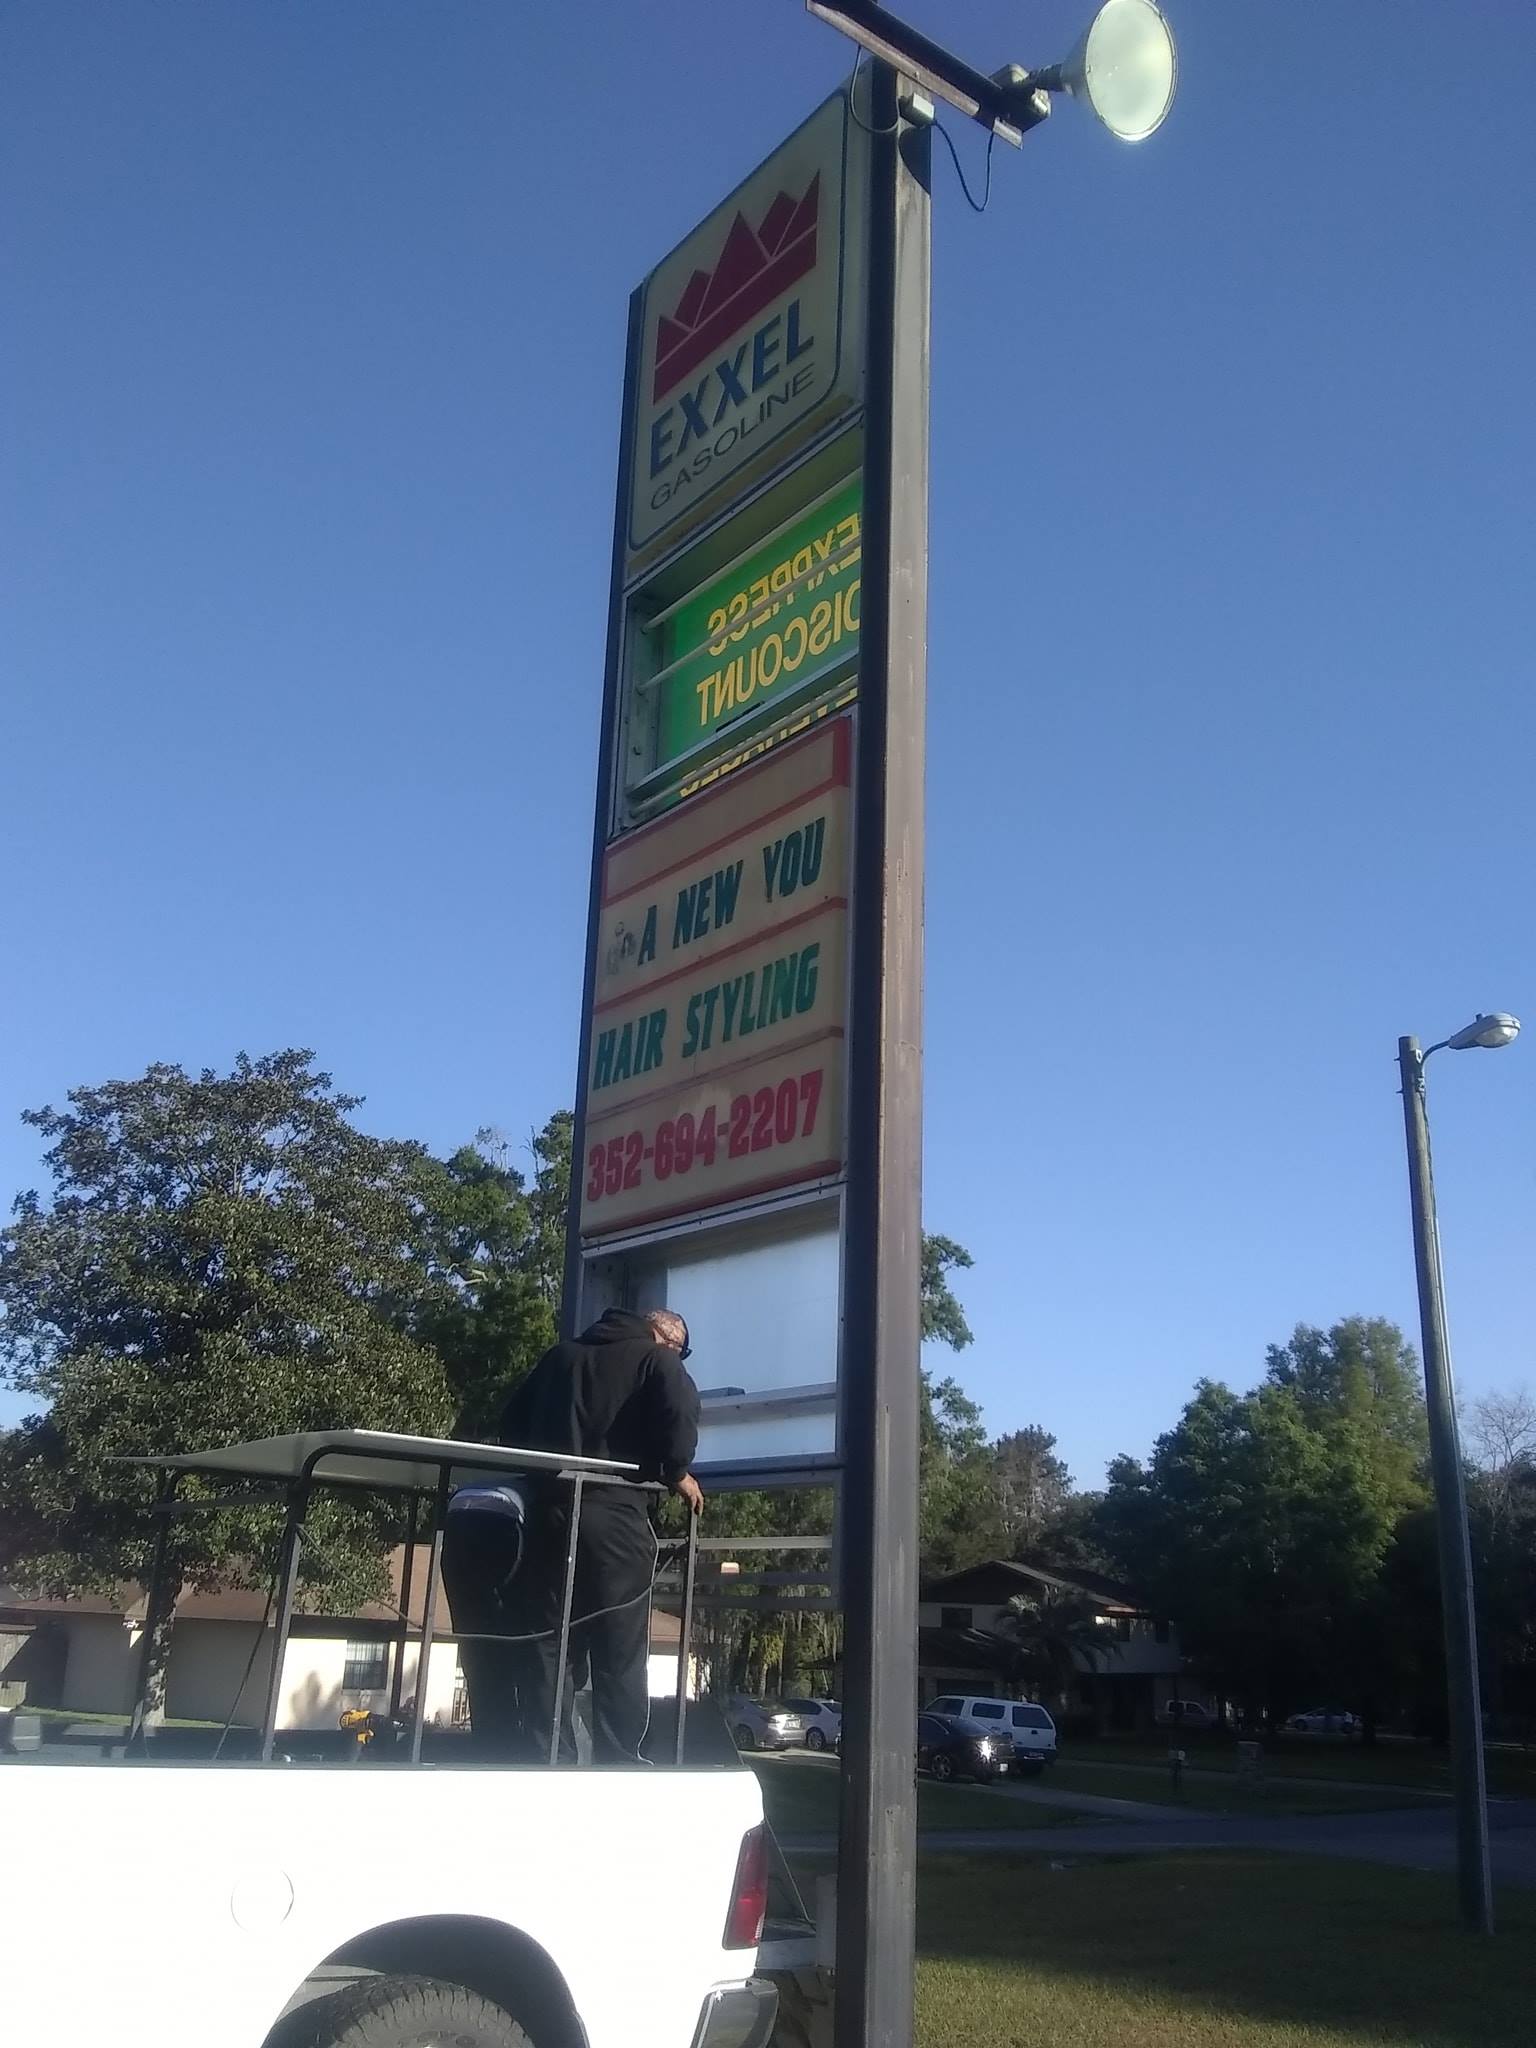 EXXEL
GASOLINE
EXPRESS
DISCOUNT
A NEW YOU
HAIR STYLING
352-694-2207